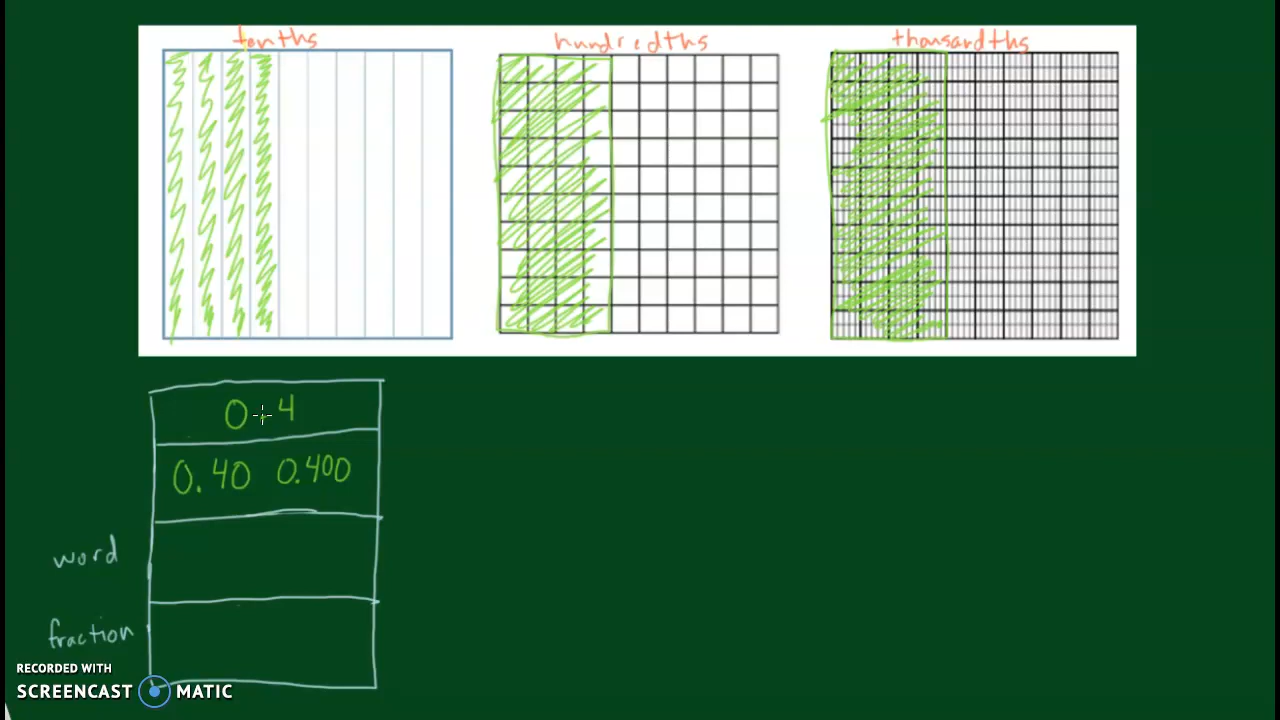 tenths hundredths thousandths
0.4
0.40 0.400
word
fraction
RECORDED WITH
SCREENCAST MATIC